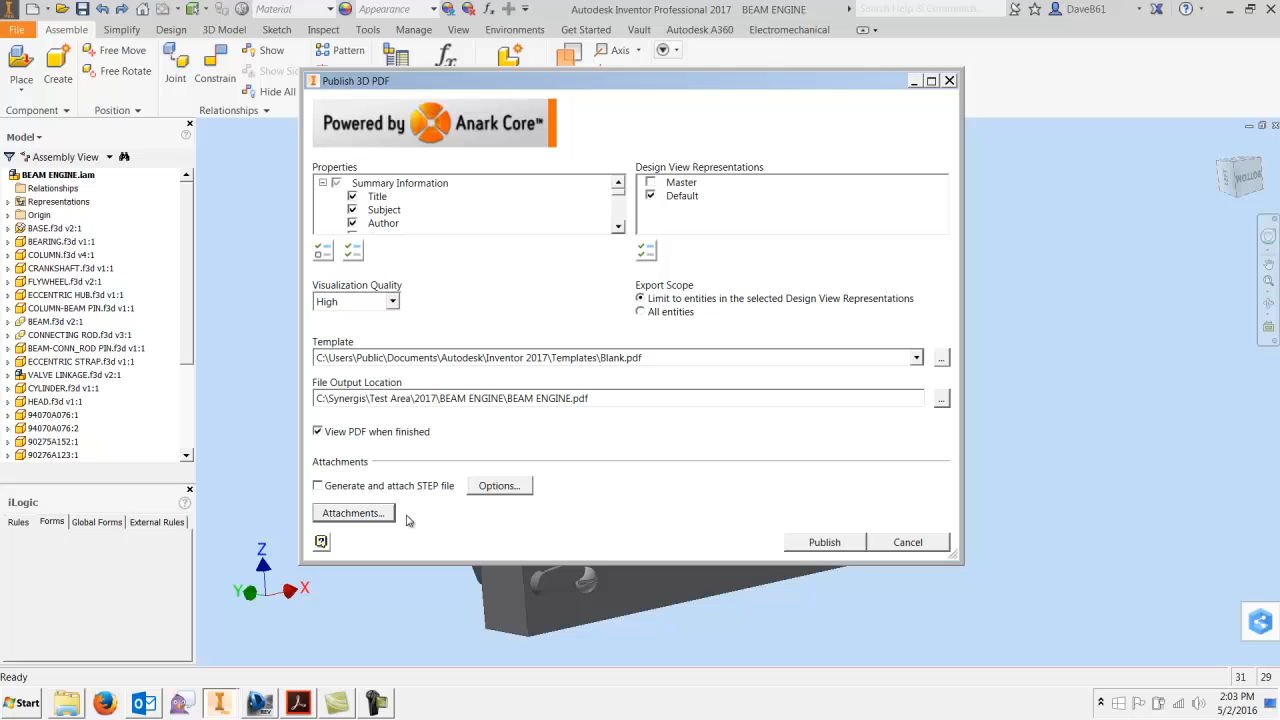 Material
Appearance
Autodesk Inventor Professional 2017 BEAM ENGINE
Search Help & Commands...
DaveB61
File
Assemble
Simplify
Design
3D Model
Sketch
Inspect
Tools
Manage
View
Environments
Get Started
Vault
Autodesk A360
Electromechanical
Place
Create
Free Move
Free Rotate
Joint
Constrain
Show
Hide All
Pattern
Axis
Component
Position
Relationships
Model
Assembly View
BEAM ENGINE.iam
Relationships
Representations
Origin
BASE.f3d v2:1
BEARING.f3d v1:1
COLUMN.f3d v4:1
CRANKSHAFT.f3d v1:1
FLYWHEEL.f3d v2:1
ECCENTRIC HUB.f3d v1:1
COLUMN-BEAM PIN.f3d v1:1
BEAM.f3d v2:1
CONNECTING ROD.f3d v3:1
BEAM-CONN_ROD PIN.f3d v1:1
ECCENTRIC STRAP.f3d v1:1
VALVE LINKAGE.f3d v2:1
CYLINDER.f3d v1:1
HEAD.f3d v1:1
94070A076:1
94070A076:2
90275A152:1
90276A123:1
iLogic
Rules
Forms
Global Forms
External Rules
Publish 3D PDF
Powered by Anark Core™
Properties
Summary Information
Title
Subject
Author
Design View Representations
Master
Default
Visualization Quality
High
Export Scope
Limit to entities in the selected Design View Representations
All entities
Template
C:\Users\Public\Documents\Autodesk\Inventor 2017\Templates\Blank.pdf
...
File Output Location
C:\Synergis\Test Area\2017\BEAM ENGINE\BEAM ENGINE.pdf
...
View PDF when finished
Attachments
Generate and attach STEP file
Options...
Attachments...
Publish
Cancel
BOTTOM
Z
Y
X
Ready
31
29
Start
2:03 PM
5/2/2016